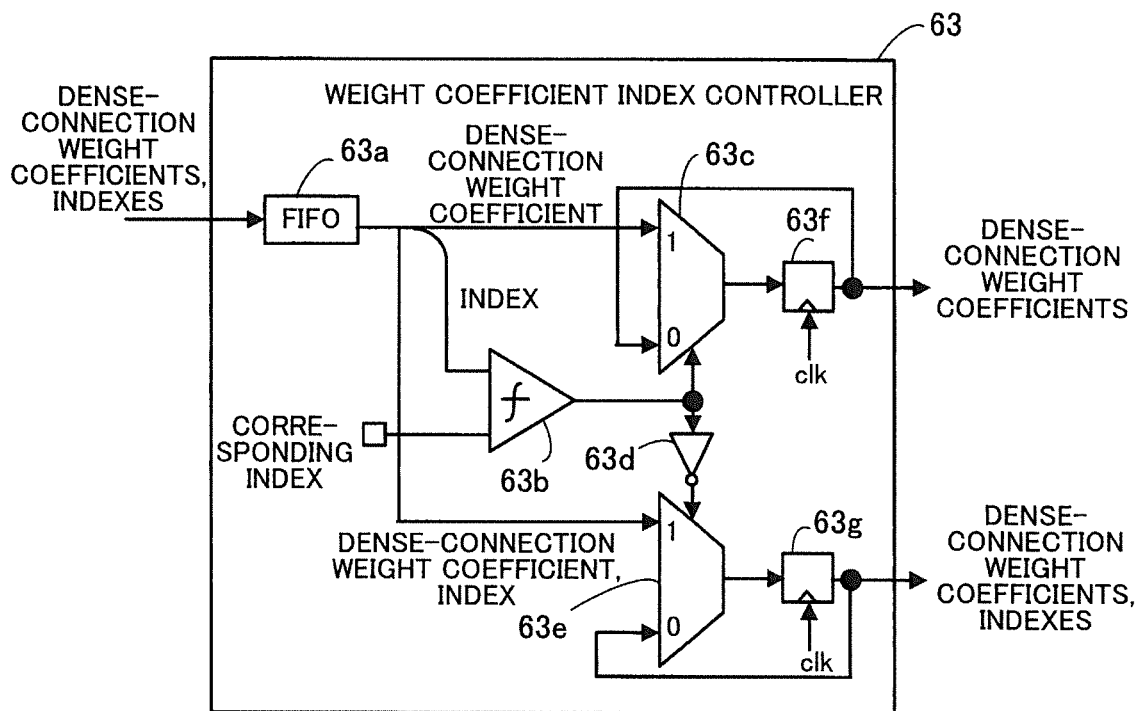 63
DENSE-
CONNECTION
WEIGHT
COEFFICIENTS,
INDEXES
WEIGHT COEFFICIENT INDEX CONTROLLER
63a
FIFO
DENSE-
CONNECTION
WEIGHT
COEFFICIENT
63c
1
0
63f
clk
DENSE-
CONNECTION
WEIGHT
COEFFICIENTS
INDEX
CORRE-
SPONDING
INDEX
∫
63b
63d
DENSE-CONNECTION
WEIGHT COEFFICIENT,
INDEX
63e
1
0
63g
clk
DENSE-
CONNECTION
WEIGHT
COEFFICIENTS,
INDEXES